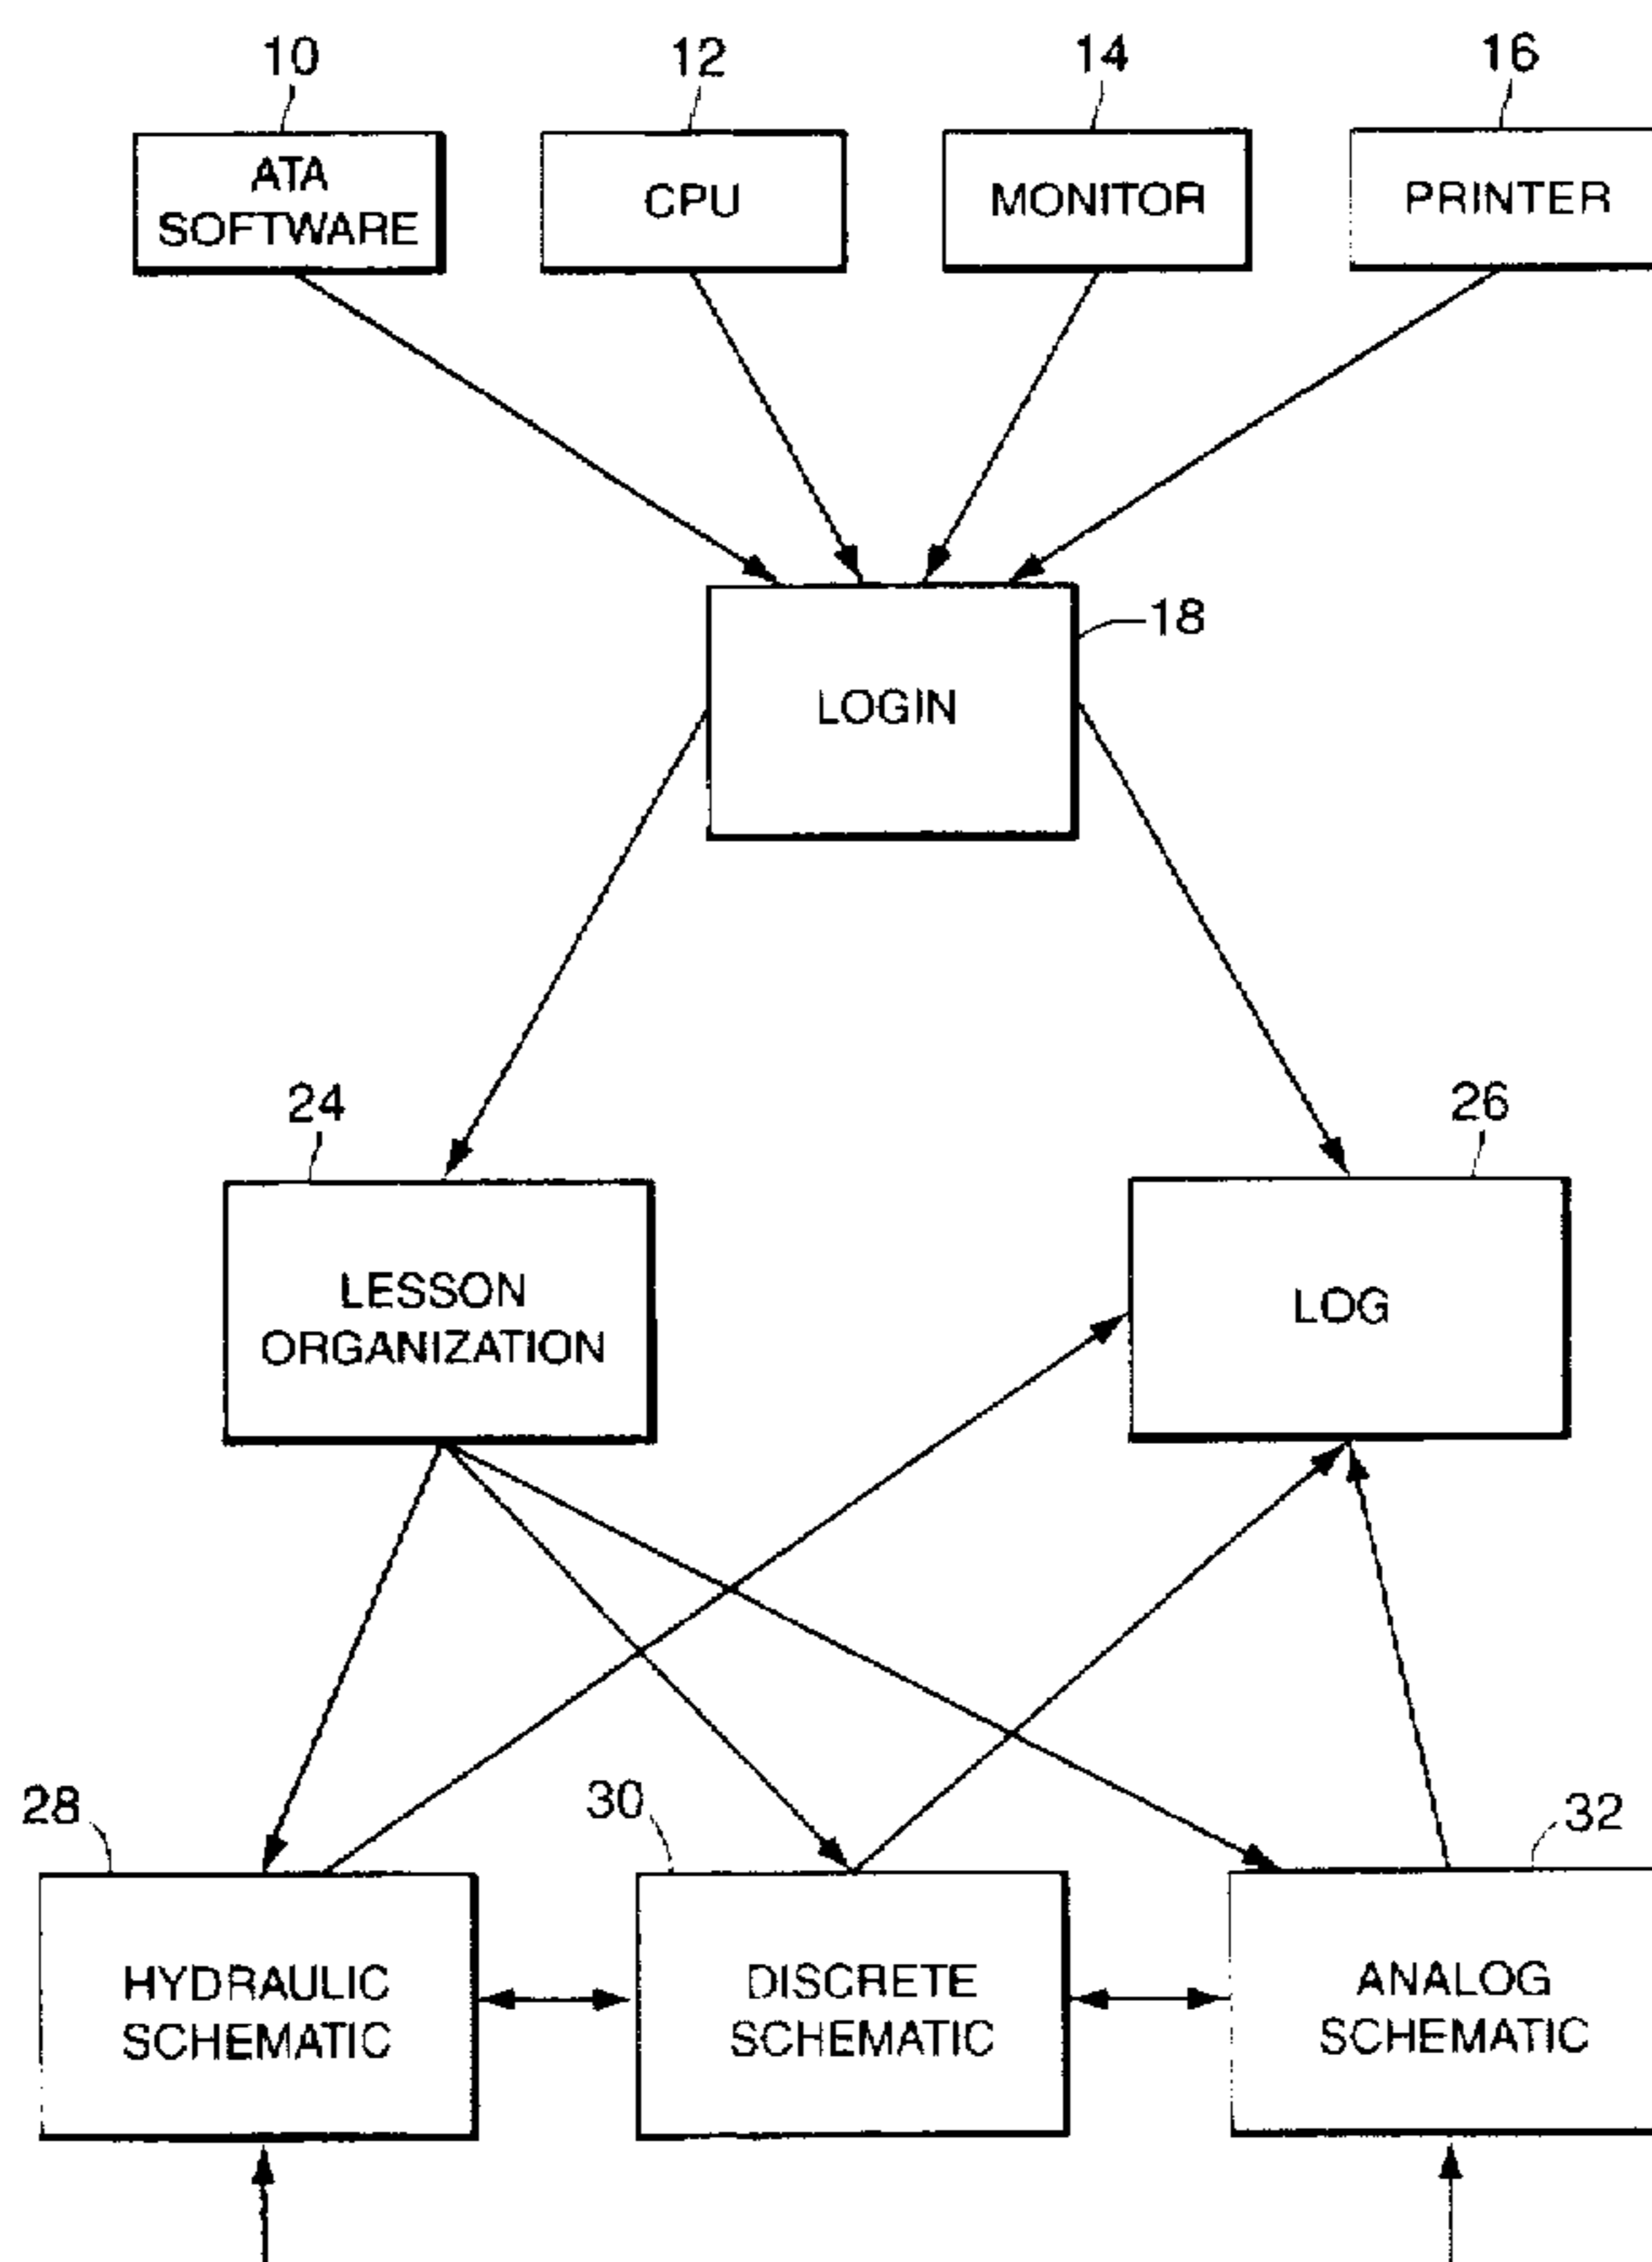 10
12
14
16
ATA
SOFTWARE
CPU
MONITOR
PRINTER
18
LOGIN
24
26
LESSON
ORGANIZATION
LOG
28
30
32
HYDRAULIC
SCHEMATIC
DISCRETE
SCHEMATIC
ANALOG
SCHEMATIC